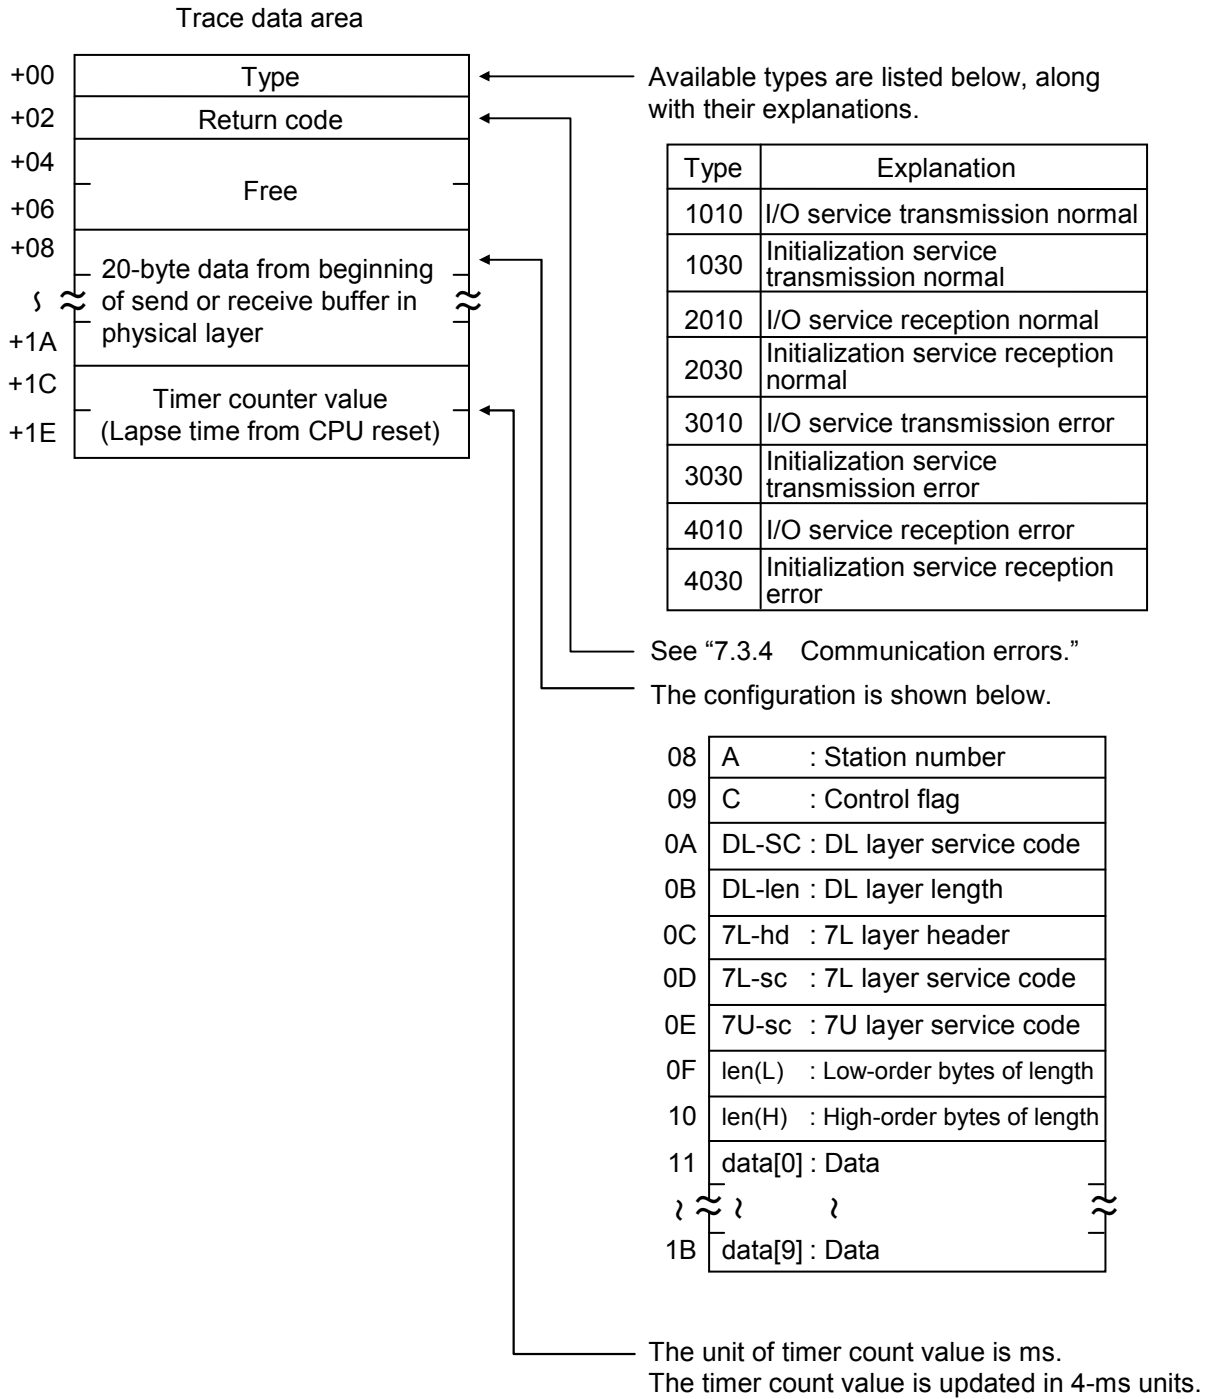 Trace data area
+00 Type
+02 Return code
+04
Free
+06
+08
20-byte data from beginning
of send or receive buffer in
physical layer
+1A
+1C
Timer counter value
+1E (Lapse time from CPU reset)
Available types are listed below, along
with their explanations.
Type Explanation
1010 I/O service transmission normal
1030 Initialization service
transmission normal
2010 I/O service reception normal
2030 Initialization service reception
normal
3010 I/O service transmission error
3030 Initialization service
transmission error
4010 I/O service reception error
4030 Initialization service reception
error
See “7.3.4 Communication errors.”
The configuration is shown below.
08 A : Station number
09 C : Control flag
0A DL-SC : DL layer service code
0B DL-len : DL layer length
0C 7L-hd : 7L layer header
0D 7L-sc : 7L layer service code
0E 7U-sc : 7U layer service code
0F len(L) : Low-order bytes of length
10 len(H) : High-order bytes of length
11 data[0] : Data
1B data[9] : Data
The unit of timer count value is ms.
The timer count value is updated in 4-ms units.